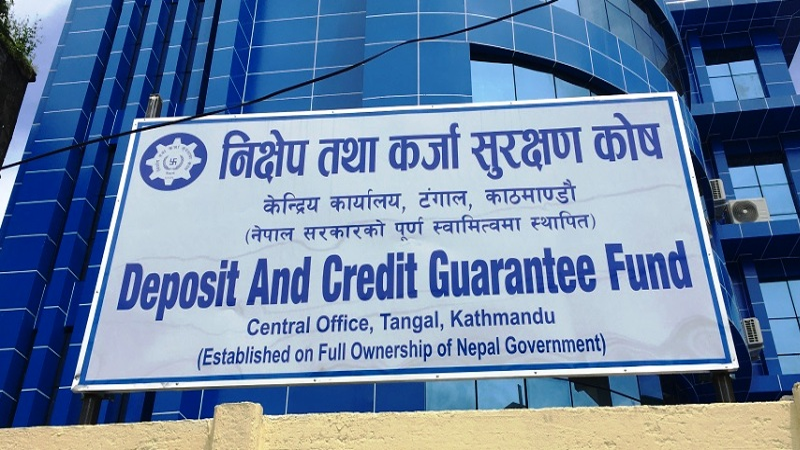 निक्षेप तथा कर्जा सुरक्षण कोष
केन्द्रिय कार्यालय, टंगाल, काठमाण्डौ
(नेपाल सरकारको पूर्ण स्वामित्वमा स्थापित)
Deposit And Credit Guarantee Fund
Central Office, Tangal, Kathmandu
(Established on Full Ownership of Nepal Government)